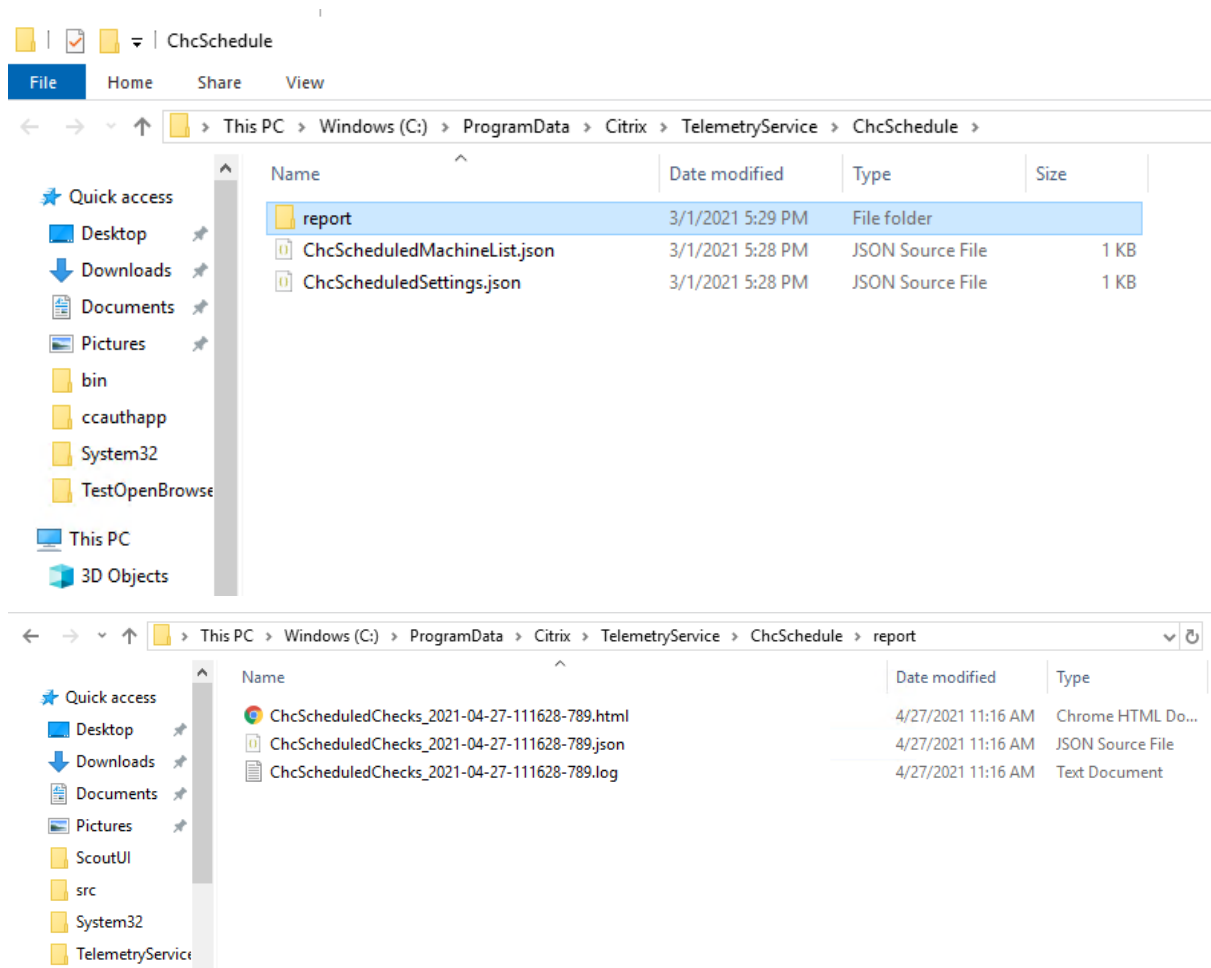 ChcSchedule
File Home Share View
This PC > Windows (C:) > ProgramData > Citrix > TelemetryService > ChcSchedule >
Name Date modified Type Size
Quick access
Desktop
Downloads
Documents
Pictures
bin
ccauthapp
System32
TestOpenBrowse
This PC
3D Objects
report 3/1/2021 5:29 PM File folder
ChcScheduledMachineList.json 3/1/2021 5:28 PM JSON Source File 1 KB
ChcScheduledSettings.json 3/1/2021 5:28 PM JSON Source File 1 KB
This PC > Windows (C:) > ProgramData > Citrix > TelemetryService > ChcSchedule > report
Name Date modified Type
Quick access
Desktop
Downloads
Documents
Pictures
ScoutUI
src
System32
TelemetryService
ChcScheduledChecks_2021-04-27-111628-789.html 4/27/2021 11:16 AM Chrome HTML Do...
ChcScheduledChecks_2021-04-27-111628-789.json 4/27/2021 11:16 AM JSON Source File
ChcScheduledChecks_2021-04-27-111628-789.log 4/27/2021 11:16 AM Text Document